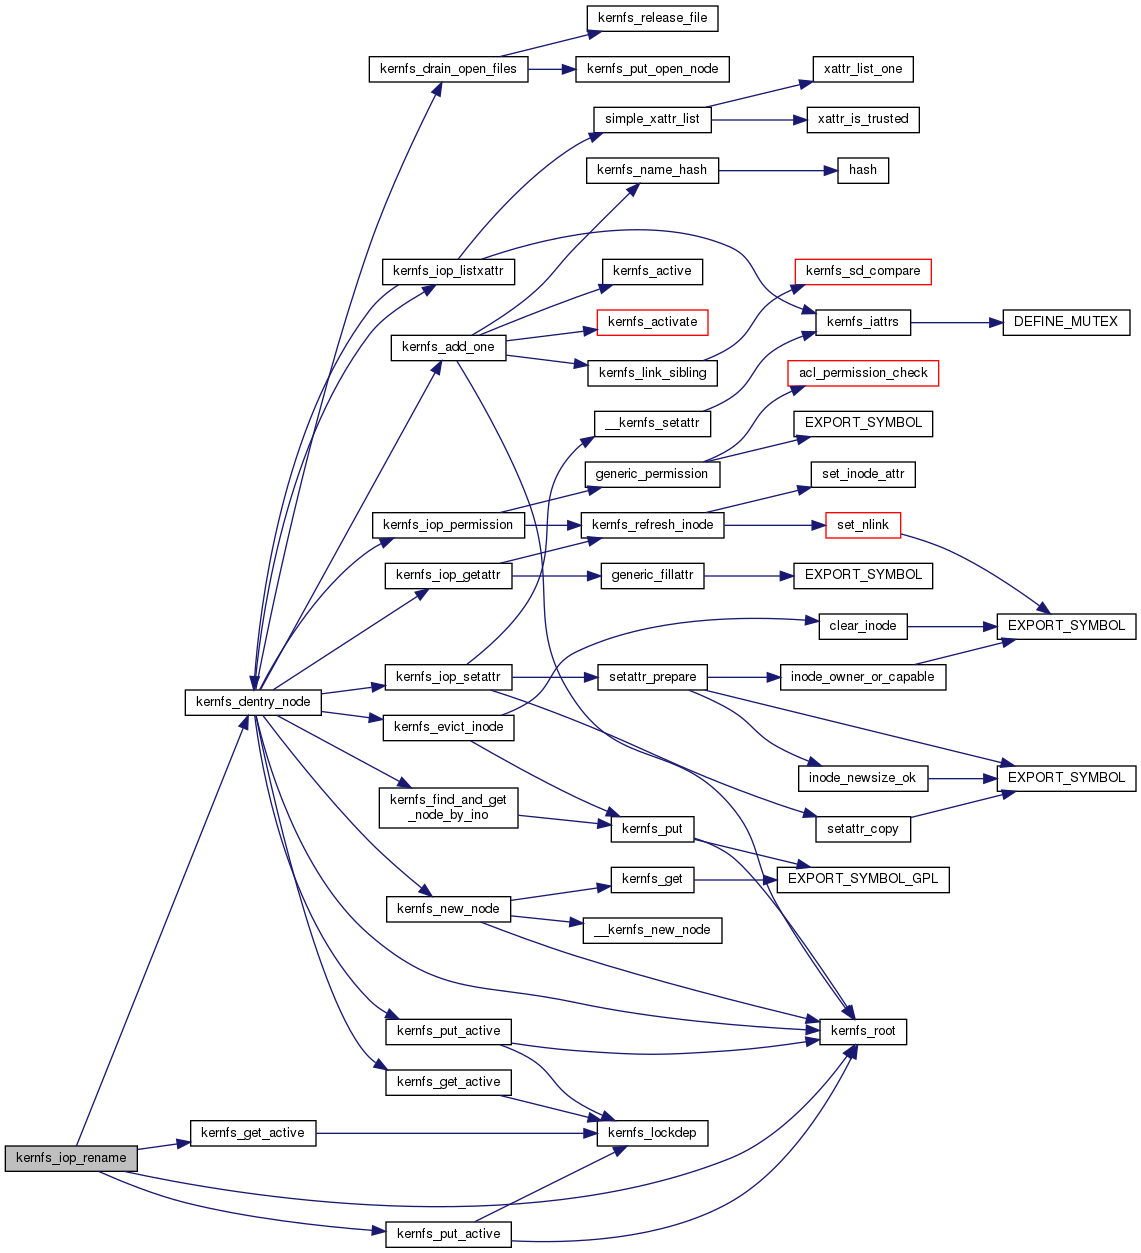 kernfs_release_file
kernfs_drain_open_files
kernfs_put_open_node
xattr_list_one
simple_xattr_list
xattr_is_trusted
kernfs_name_hash
hash
kernfs_iop_listxattr
kernfs_active
kernfs_sd_compare
kernfs_activate
kernfs_iattrs
DEFINE_MUTEX
kernfs_add_one
kernfs_link_sibling
acl_permission_check
__kernfs_setattr
EXPORT_SYMBOL
generic_permission
set_inode_attr
kernfs_iop_permission
kernfs_refresh_inode
set_nlink
kernfs_iop_getattr
generic_fillattr
EXPORT_SYMBOL
clear_inode
EXPORT_SYMBOL
kernfs_iop_setattr
setattr_prepare
inode_owner_or_capable
kernfs_dentry_node
kernfs_evict_inode
inode_newsize_ok
EXPORT_SYMBOL
kernfs_find_and_get
_node_by_ino
kernfs_put
setattr_copy
kernfs_get
EXPORT_SYMBOL_GPL
kernfs_new_node
__kernfs_new_node
kernfs_put_active
kernfs_root
kernfs_get_active
kernfs_get_active
kernfs_lockdep
kernfs_iop_rename
kernfs_put_active